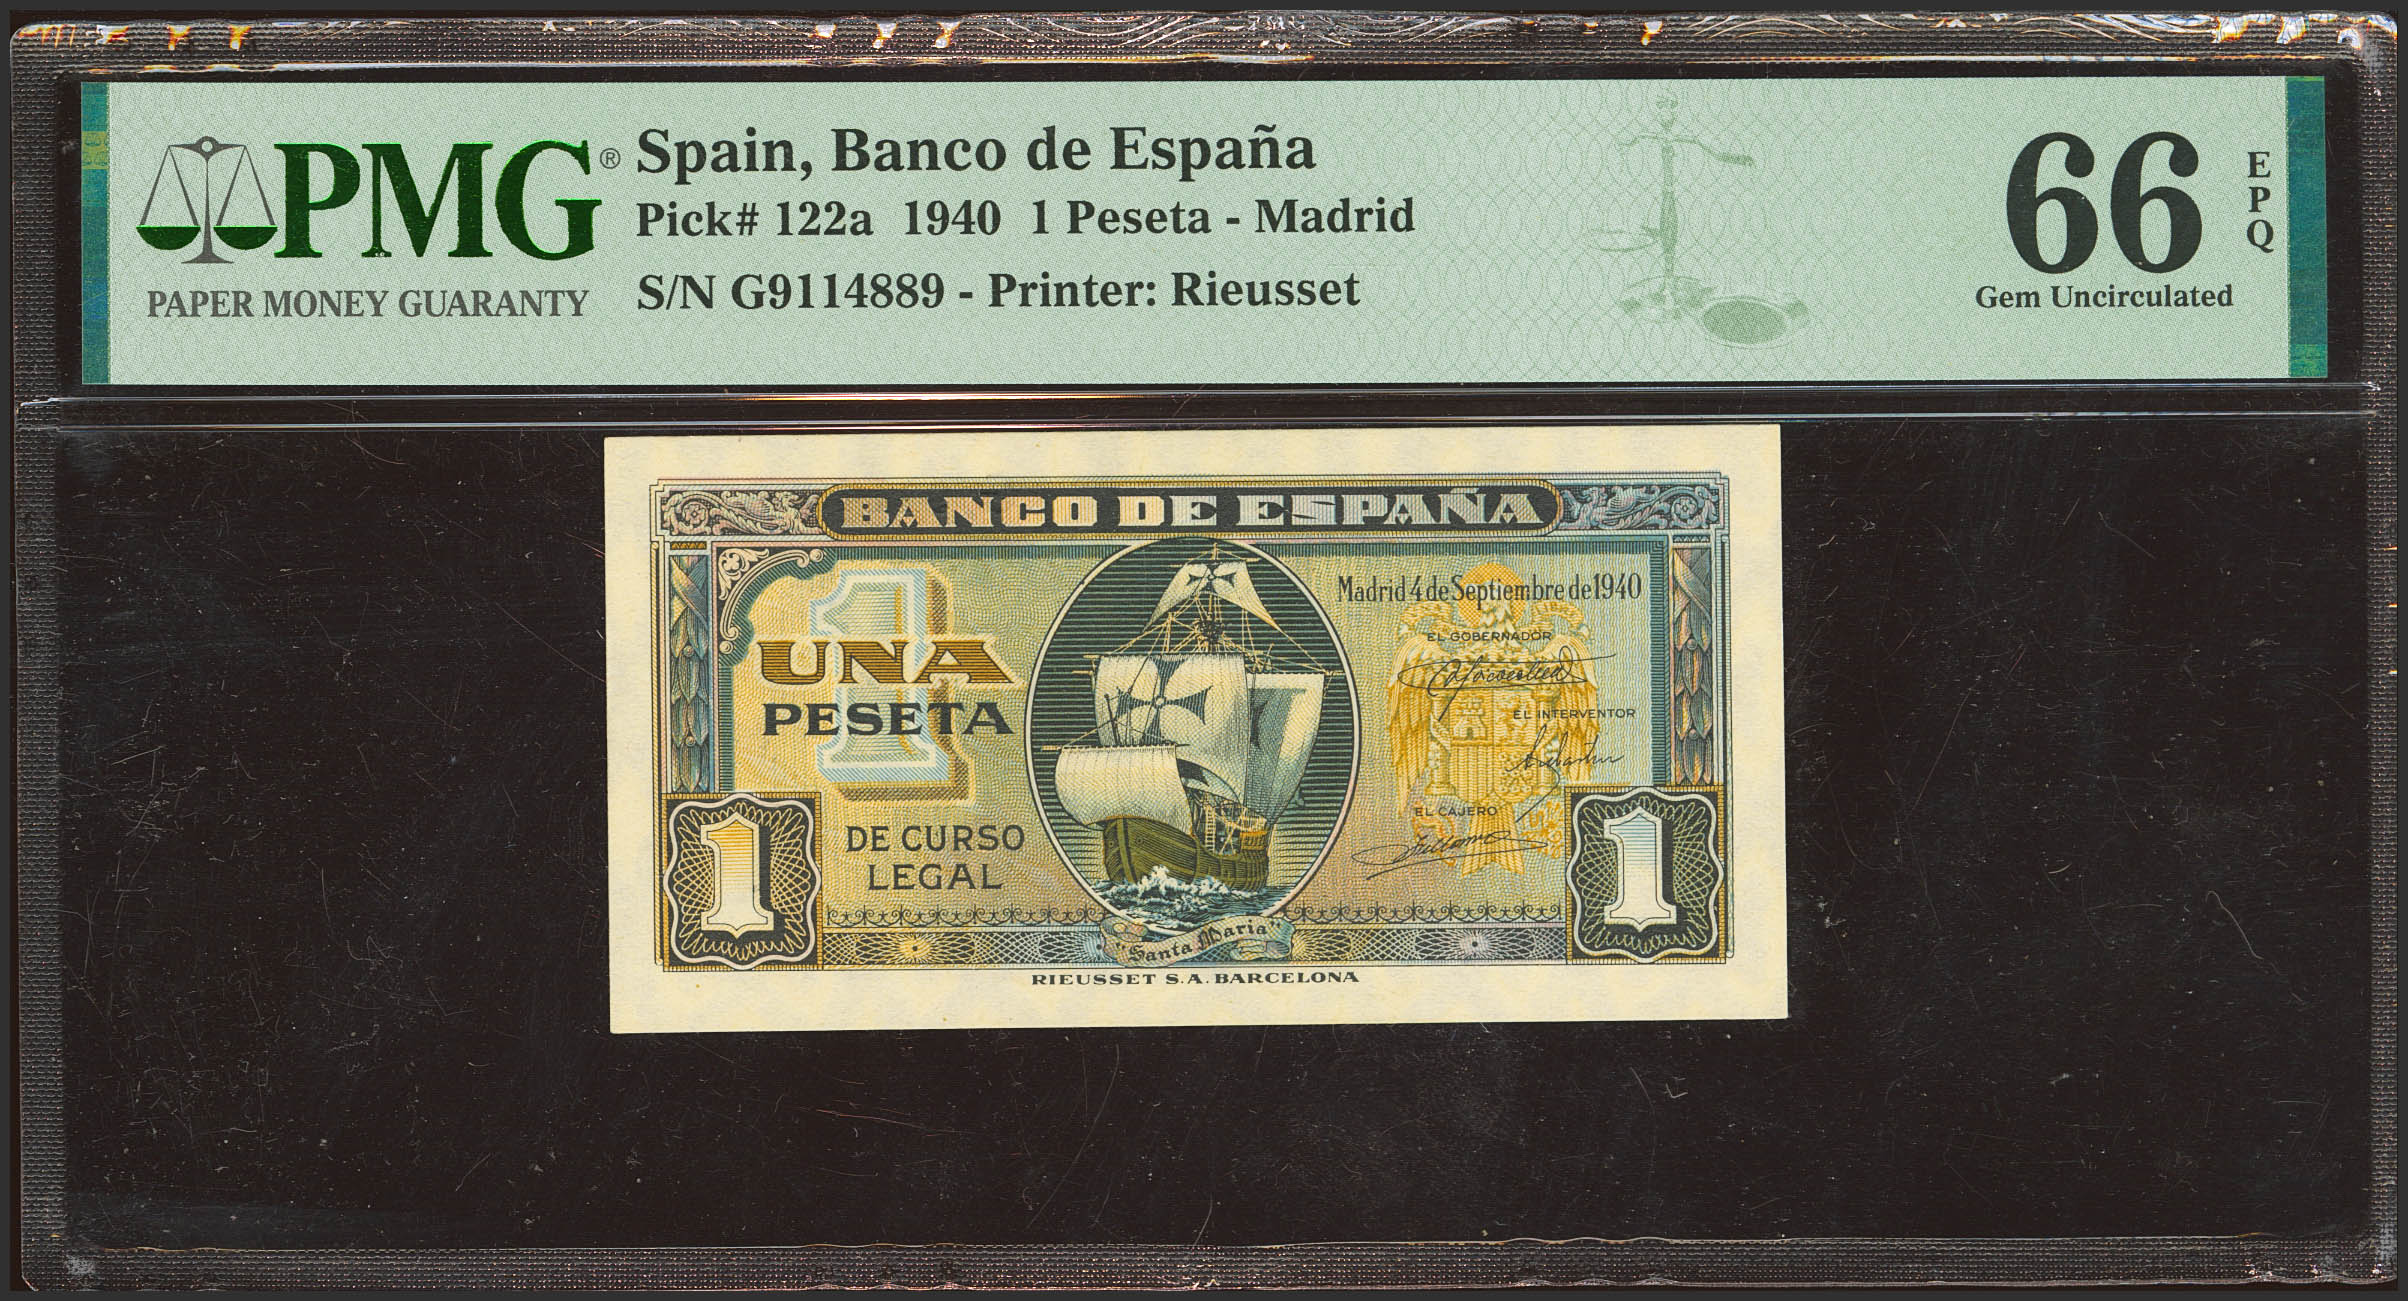 PMG®
PAPER MONEY GUARANTY
Spain, Banco de España
Pick# 122a 1940 1 Peseta - Madrid
S/N G9114889 - Printer: Rieusset
66
EPQ
Gem Uncirculated
BANCO DE ESPAÑA
1
UNA
PESETA
DE CURSO
LEGAL
Madrid 4 de Septiembre de 1940
EL GOBERNADOR
EL INTERVENTOR
EL CAJERO
1
1
"Santa Maria"
RIEUSSET S.A. BARCELONA